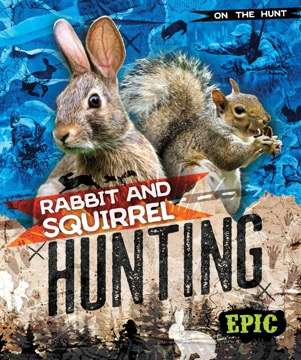 ON THE HUNT
RABBIT AND
SQUIRREL
HUNTING
EPIC